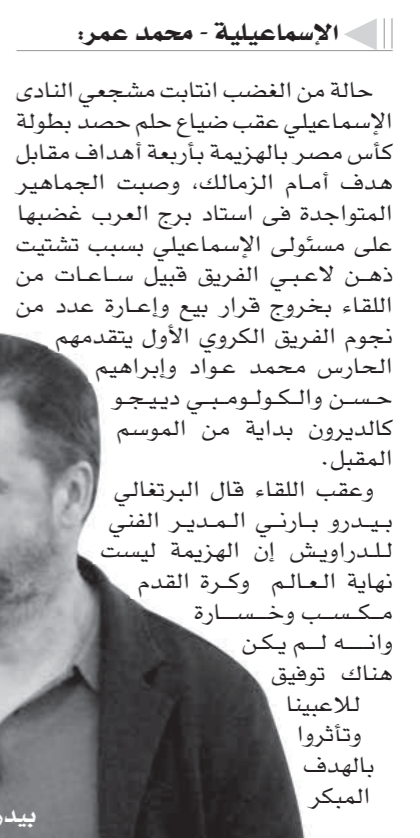 الإسماعيلية - محمد عمر:
حالة من الغضب انتابت مشجعي النادى
الإسماعيلي عقب ضياع حلم حصد بطولة
كأس مصر بالهزيمة بأربعة أهداف مقابل
هدف أمام الزمالك، وصبت الجماهير
المتواجدة فى استاد برج العرب غضبها
على مسئولى الإسماعيلي بسبب تشتيت
ذهن لاعبي الفريق قبيل ساعات من
اللقاء بخروج قرار بيع وإعارة عدد من
نجوم الفريق الكروي الأول يتقدمهم
الحارس محمد عواد وإبراهيم
حسن والكولومبي دييجو
كالديرون بداية من الموسم
المقبل.
وعقب اللقاء قال البرتغالي
بيدرو بارني المدير الفني
للدراويش إن الهزيمة ليست
نهاية العالم وكرة القدم
مكسب وخسارة
وانه لم يكن
هناك توفيق
للاعبينا
وتأثروا
بالهدف
المبكر